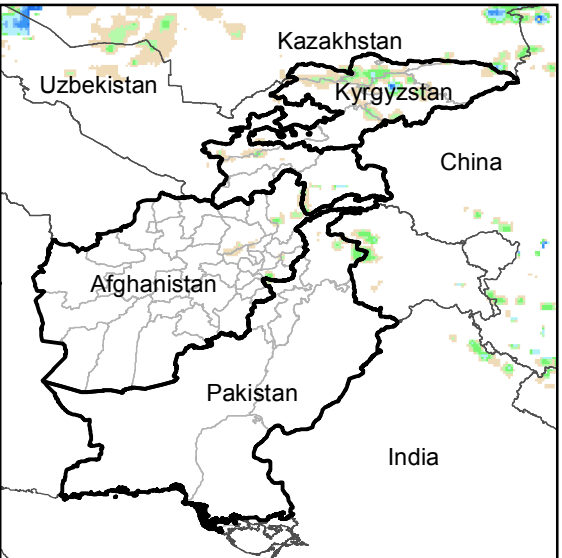 Kazakhstan
Uzbekistan
Kyrgyzstan
China
Afghanistan
Pakistan
India